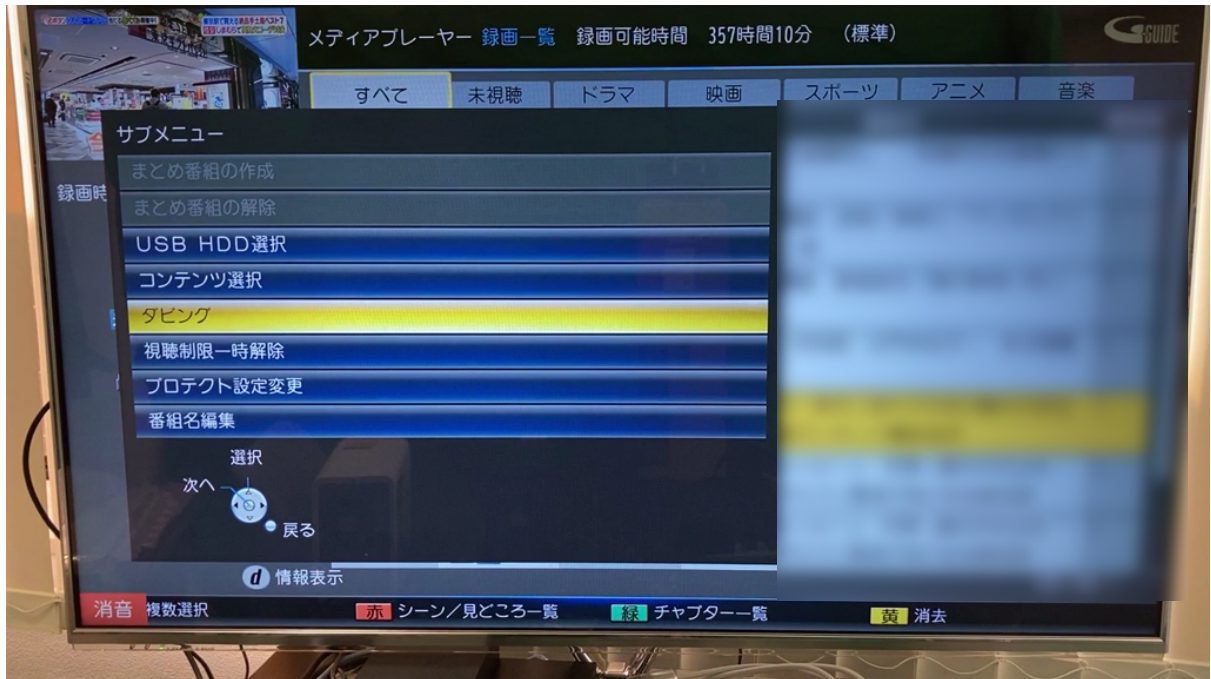 メディアプレーヤー 録画一覧 録画可能時間 357時間10分 (標準)
GGUIDE
すべて 未視聴 ドラマ 映画 スポーツ アニメ 音楽
サブメニュー
録画時
まとめ番組の作成
まとめ番組の解除
USB HDD選択
コンテンツ選択
ダビング
視聴制限一時解除
プロテクト設定変更
番組名編集
選択
次へ
戻る
d 情報表示
消音 複数選択 赤 シーン/見どころ一覧 緑 チャプター一覧 黄 消去